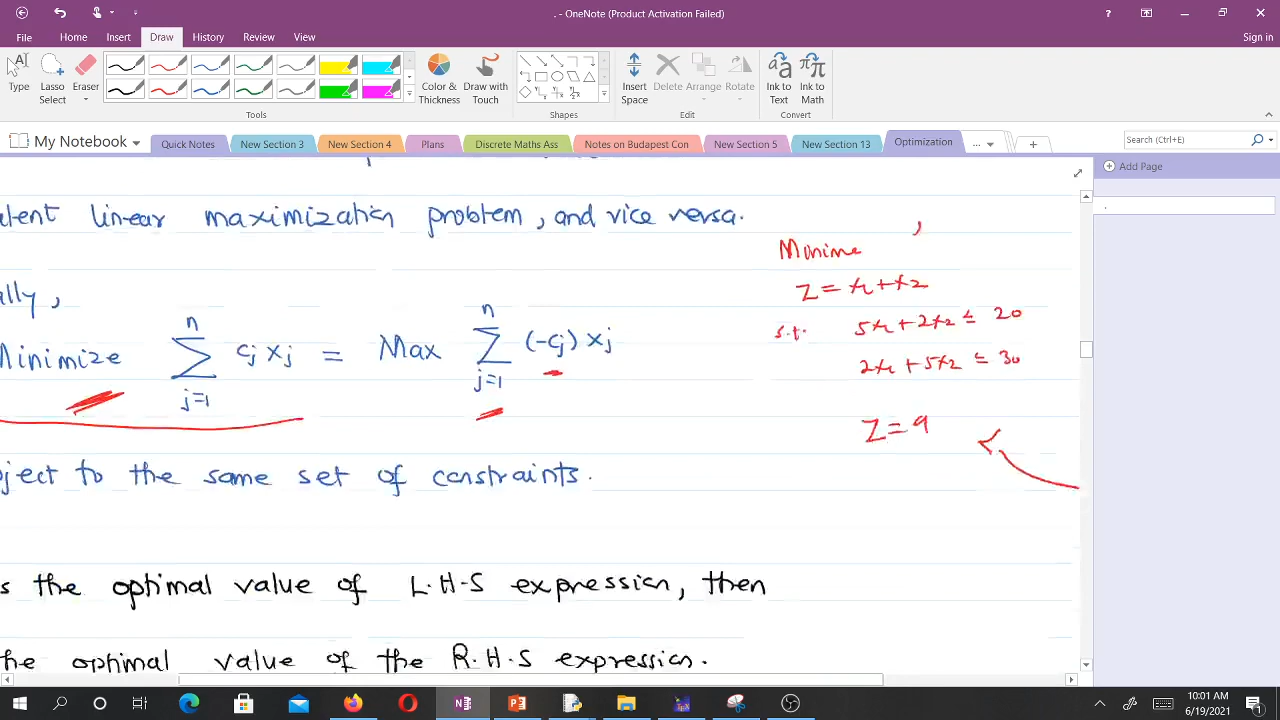 . - OneNote (Product Activation Failed)
File Home Insert Draw History Review View
Sign in
Type
Lasso Select
Eraser
Color & Thickness
Draw with Touch
Insert Space
Delete
Arrange
Rotate
Ink to Text
Ink to Math
Tools
Shapes
Edit
Convert
My Notebook
Quick Notes
New Section 3
New Section 4
Plans
Discrete Maths Ass
Notes on Budapest Con
New Section 5
New Section 13
Optimization
...
Search (Ctrl+E)
Add Page
.
alent linear maximization problem, and vice versa.
ally,
Minimize ∑ j=1 n cj xj = Max ∑ j=1 n (-cj) xj
bject to the same set of constraints.
s the optimal value of L.H.S expression, then
the optimal value of the R.H.S expression.
Minime
Z = x1 + x2
s.t. 5x1 + 2x2 ≤ 20
2x1 + 5x2 ≤ 30
Z = 9
10:01 AM
6/19/2021